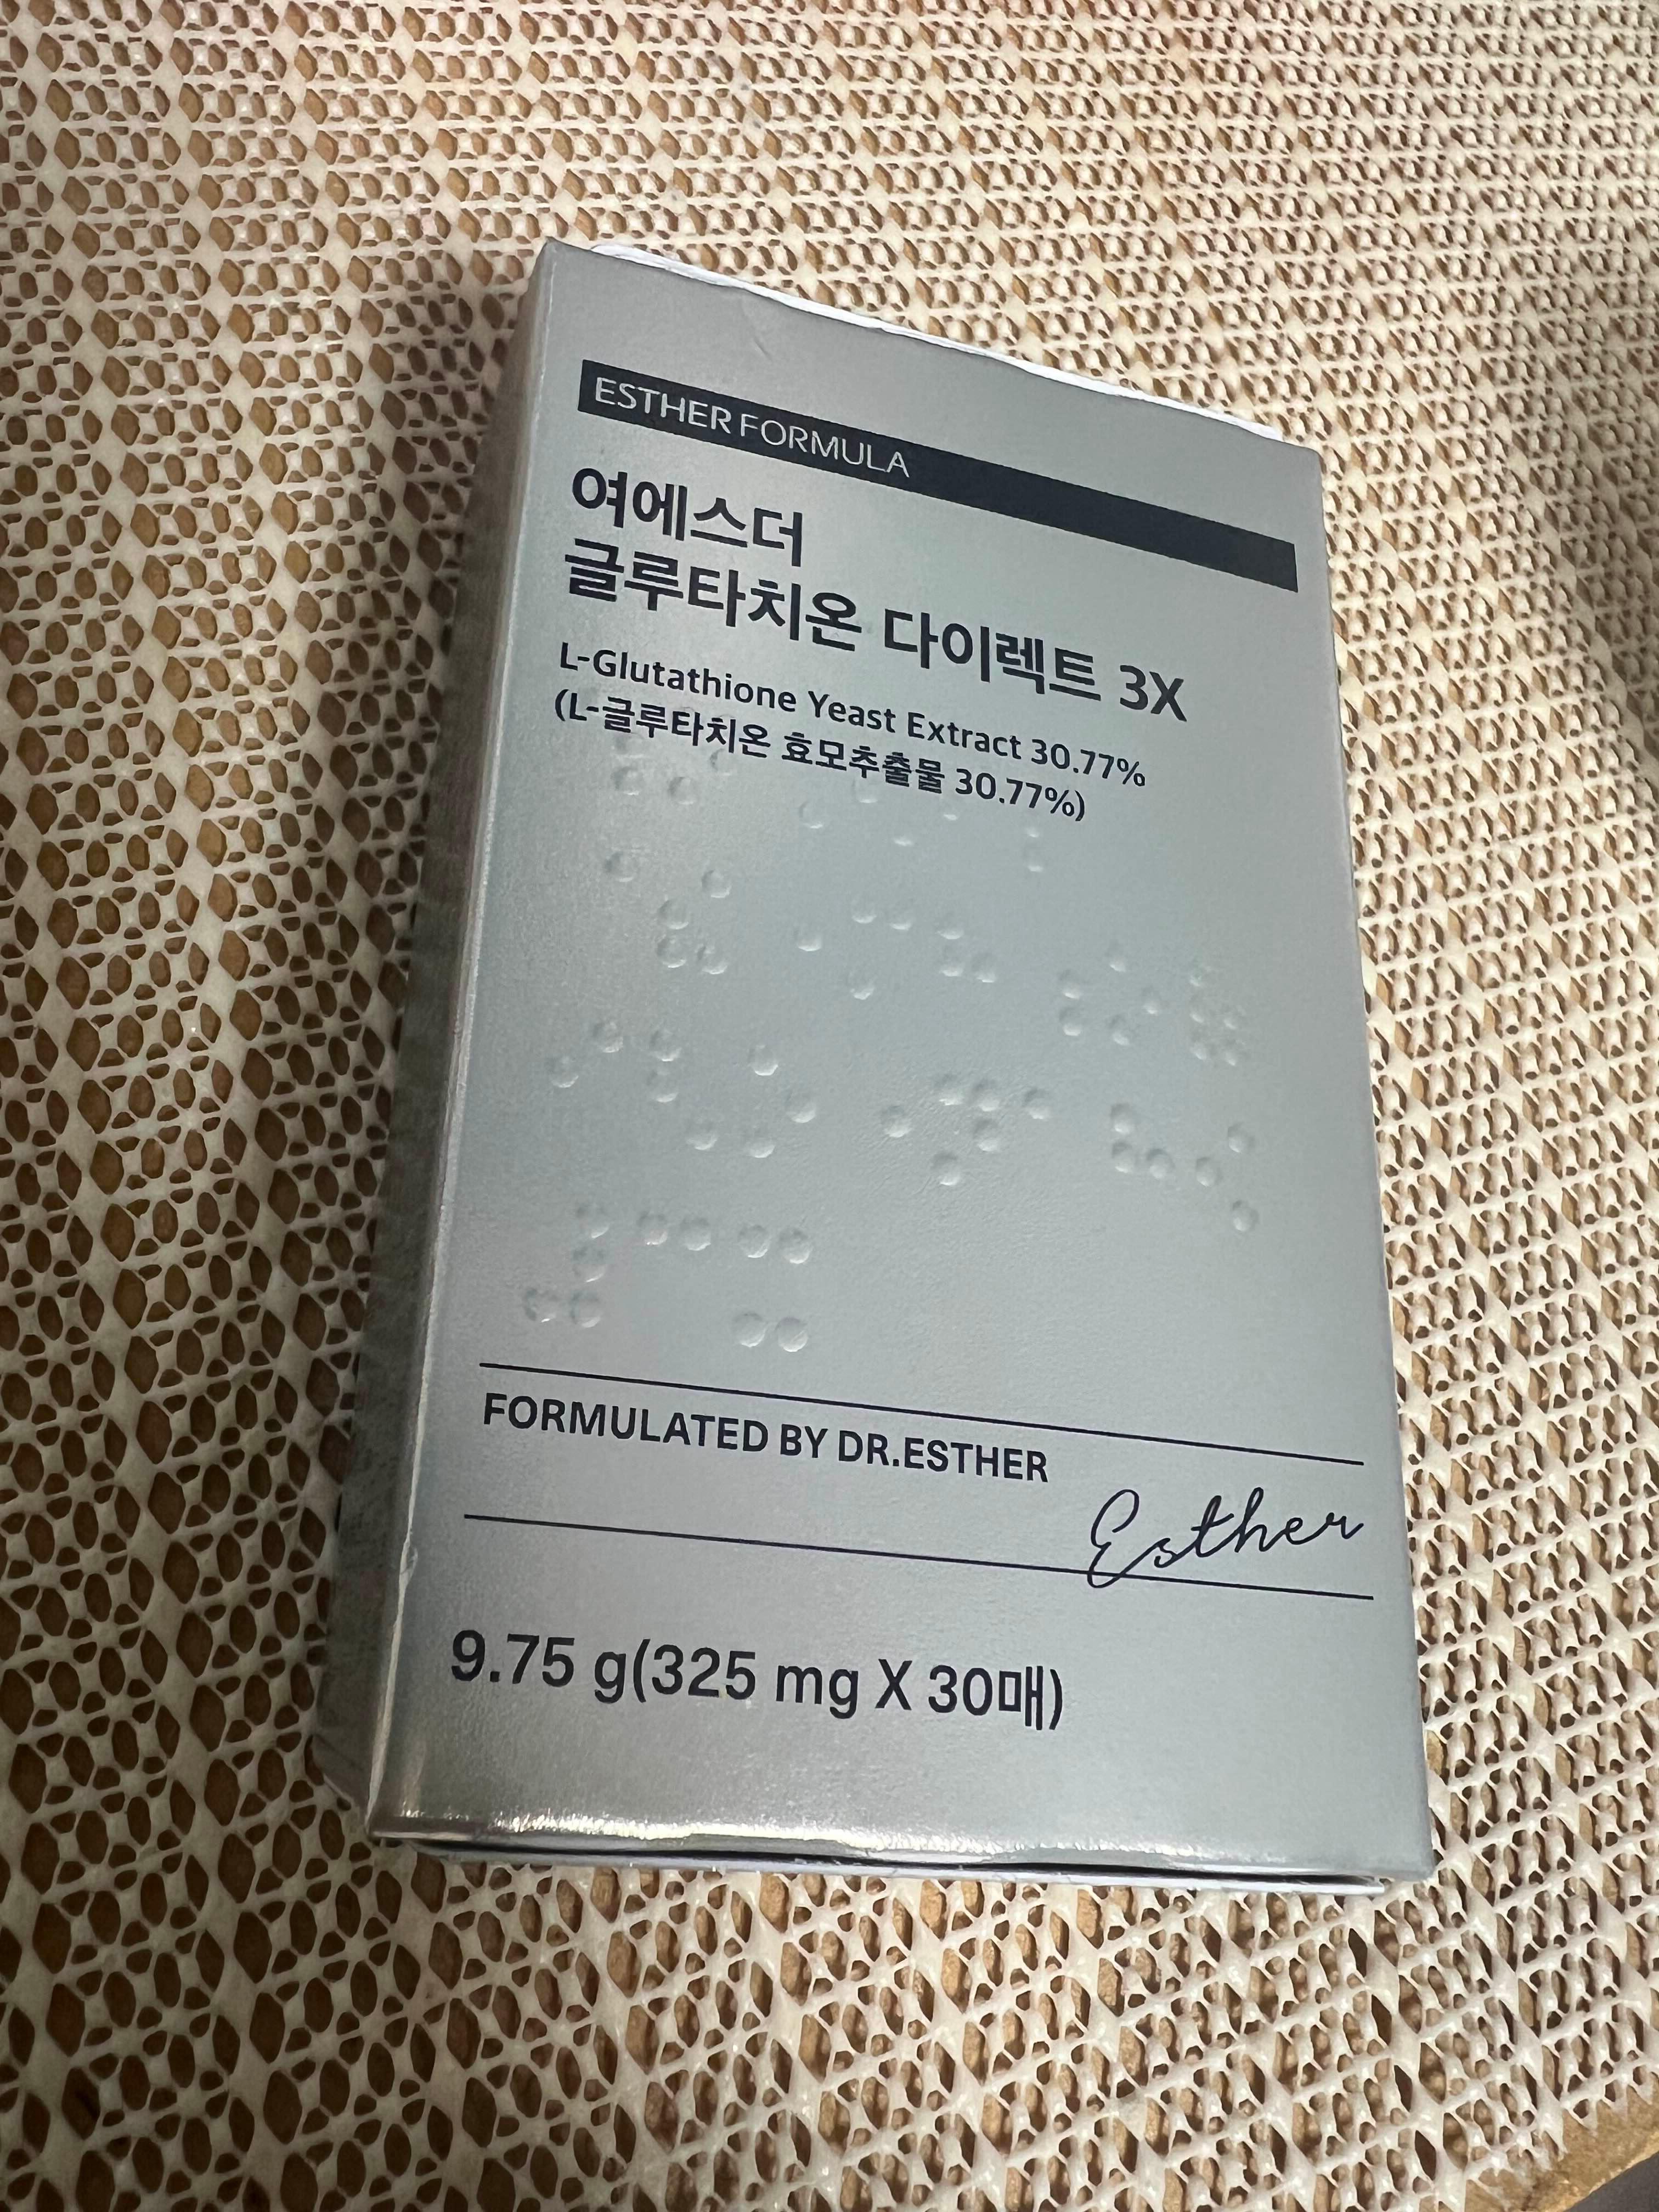 ESTHER FORMULA
여에스더
글루타치온 다이렉트 3X
L-Glutathione Yeast Extract 30.77%
(L-글루타치온 효모추출물 30.77%)
FORMULATED BY DR.ESTHER
Esther
9.75 g(325 mg X 30매)